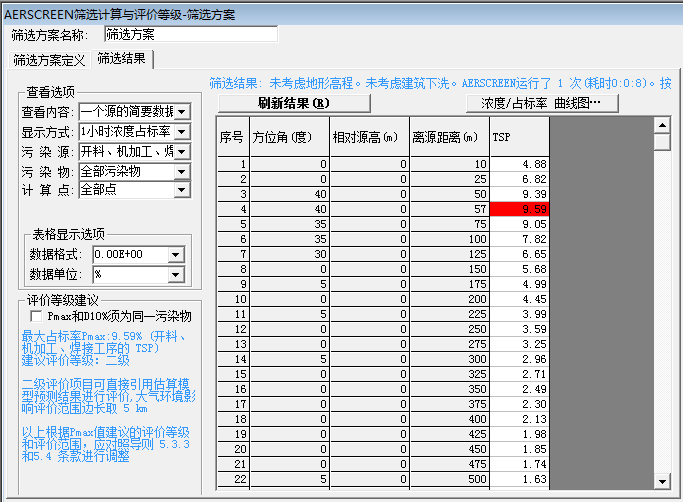 AERSCREEN筛选计算与评价等级-筛选方案
筛选方案名称: 筛选方案
筛选方案定义 筛选结果
查看选项
查看内容: 一个源的简要数据
显示方式: 1小时浓度占标率
污 染 源: 开料、机加工、焊
污 染 物: 全部污染物
计 算 点: 全部点
表格显示选项
数据格式: 0.00E+00
数据单位: %
评价等级建议
Pmax和D10%须为同一污染物
最大占标率Pmax:9.59% (开料、
机加工、焊接工序的 TSP)
建议评价等级: 二级
二级评价项目可直接引用估算模
型预测结果进行评价,大气环境影
响评价范围边长取 5 km
以上根据Pmax值建议的评价等级
和评价范围, 应对照导则 5.3.3
和5.4 条款进行调整
筛选结果: 未考虑地形高程。未考虑建筑下洗。AERSCREEN运行了 1 次(耗时0:0:8)。按
刷新结果(R) 浓度/占标率 曲线图…
序号 方位角(度) 相对源高(m) 离源距离(m) TSP
1 0 0 10 4.88
2 0 0 25 6.82
3 40 0 50 9.39
4 40 0 57 9.59
5 35 0 75 9.05
6 35 0 100 7.82
7 30 0 125 6.65
8 0 0 150 5.68
9 5 0 175 4.99
10 0 0 200 4.45
11 5 0 225 3.99
12 0 0 250 3.59
13 0 0 275 3.25
14 5 0 300 2.96
15 0 0 325 2.71
16 0 0 350 2.49
17 0 0 375 2.30
18 0 0 400 2.13
19 0 0 425 1.98
20 0 0 450 1.85
21 0 0 475 1.74
22 5 0 500 1.63